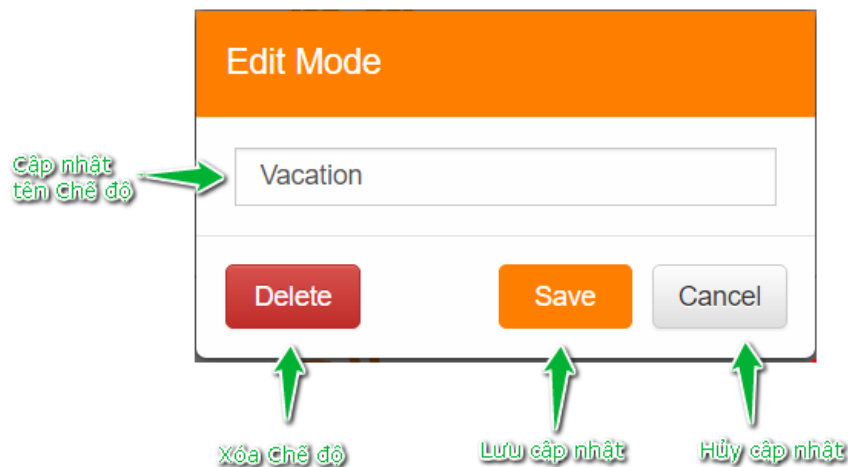 Edit Mode
Cập nhật
tên Chế độ
Vacation
Delete
Save
Cancel
Xóa Chế độ
Lưu cập nhật
Hủy cập nhật